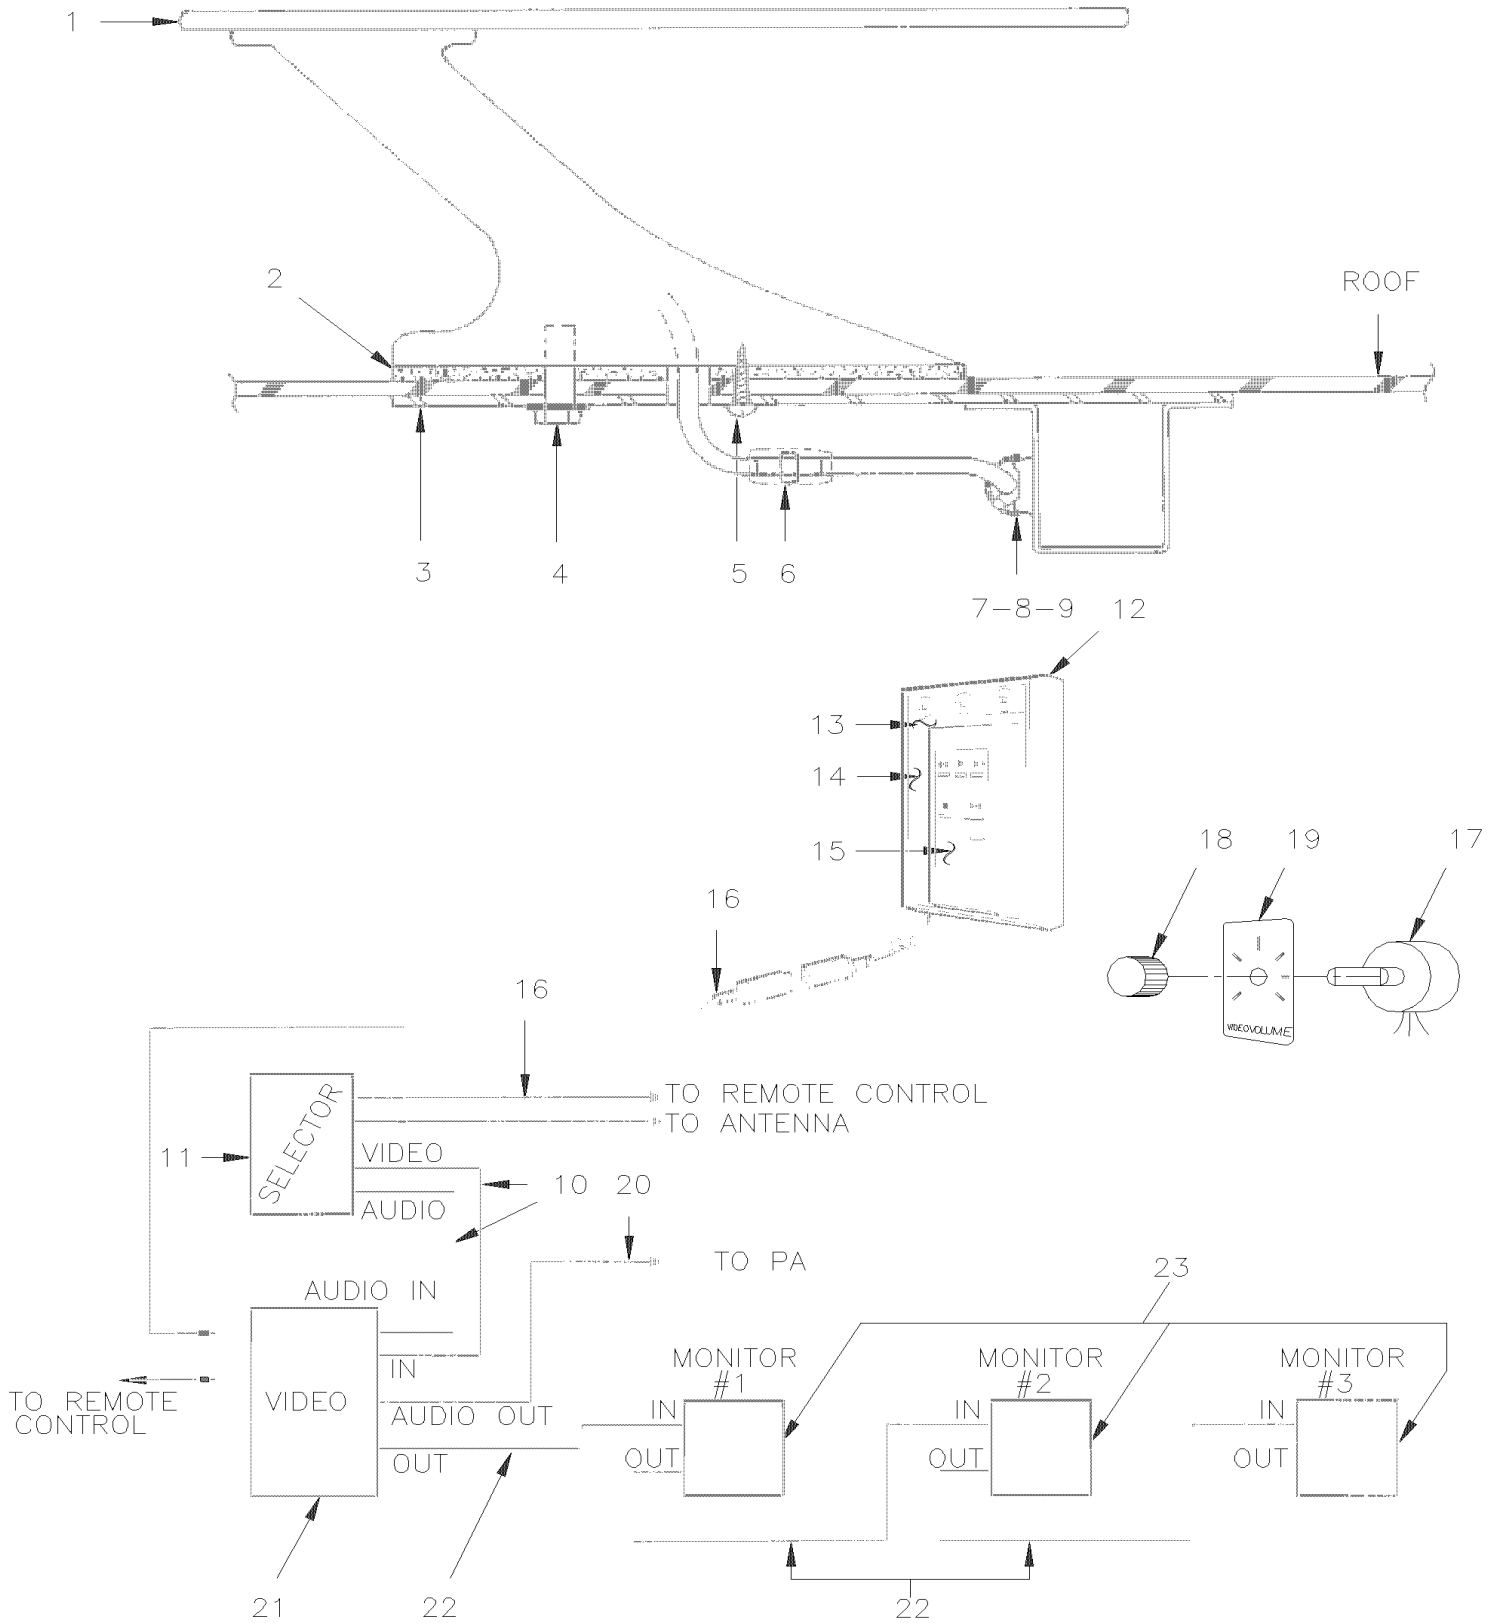 1
2
ROOF
3
4
5
6
7-8-9
12
13
14
15
16
18
19
17
VIDEO VOLUME
16
TO REMOTE CONTROL
TO ANTENNA
11
SELECTOR
VIDEO
AUDIO
10
20
TO PA
AUDIO IN
23
IN
VIDEO
TO REMOTE
CONTROL
AUDIO OUT
OUT
MONITOR
#1
IN
OUT
MONITOR
#2
IN
OUT
MONITOR
#3
IN
OUT
21
22
22